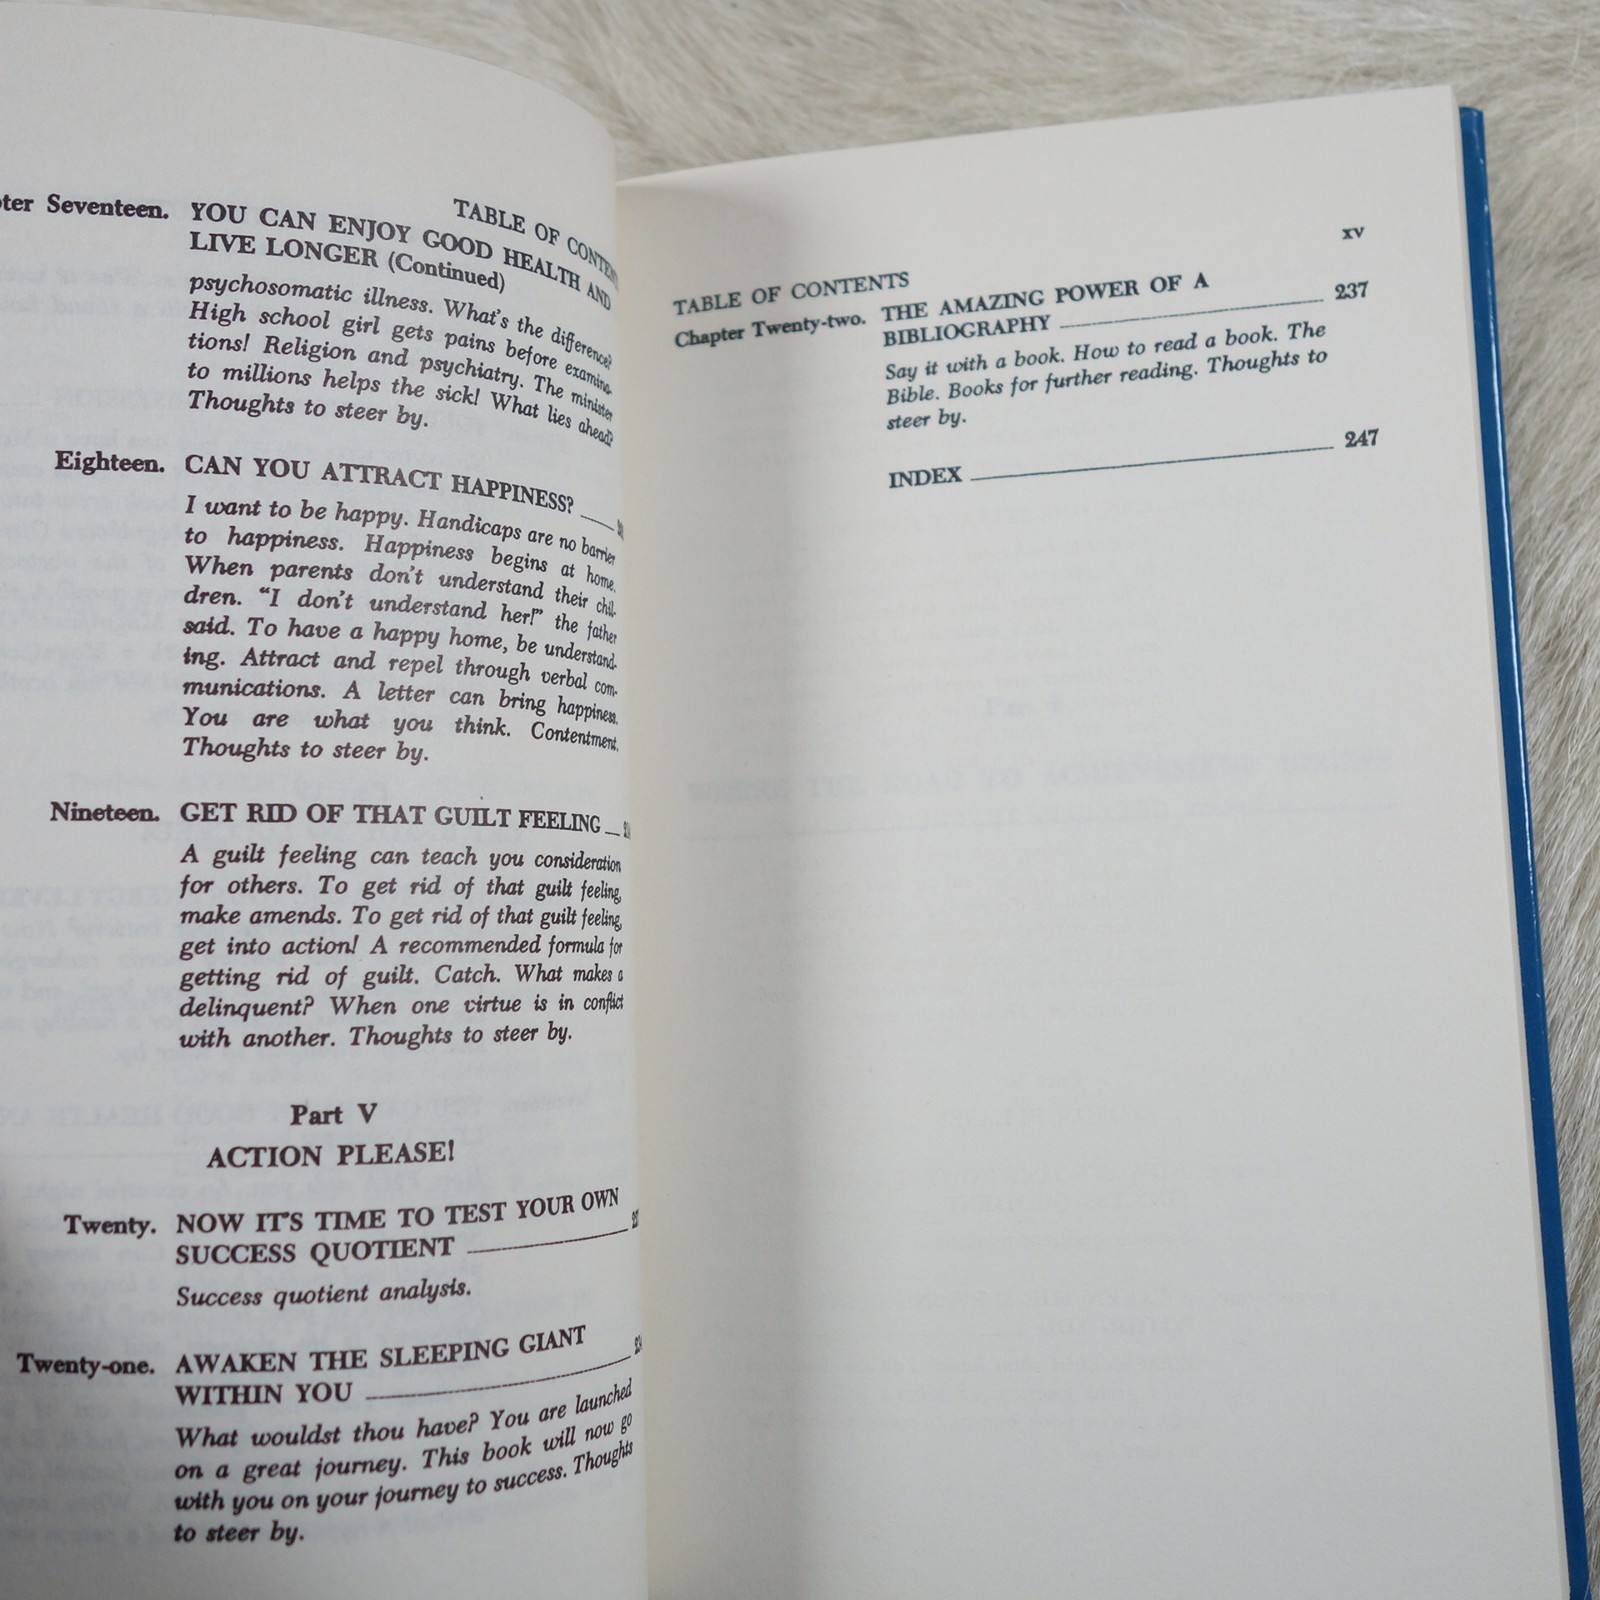 TABLE OF CONTENTS
Chapter Seventeen. YOU CAN ENJOY GOOD HEALTH AND
LIVE LONGER (Continued)
psychosomatic illness. What's the difference?
High school girl gets pains before examina-
tions! Religion and psychiatry. The minister
to millions helps the sick! What lies ahead?
Thoughts to steer by.
Eighteen. CAN YOU ATTRACT HAPPINESS?
I want to be happy. Handicaps are no barrier
to happiness. Happiness begins at home.
When parents don't understand their chil-
dren. "I don't understand her!" the father
said. To have a happy home, be understand-
ing. Attract and repel through verbal com-
munications. A letter can bring happiness.
You are what you think. Contentment.
Thoughts to steer by.
Nineteen. GET RID OF THAT GUILT FEELING
A guilt feeling can teach you consideration
for others. To get rid of that guilt feeling,
make amends. To get rid of that guilt feeling,
get into action! A recommended formula for
getting rid of guilt. Catch. What makes a
delinquent? When one virtue is in conflict
with another. Thoughts to steer by.
Part V
ACTION PLEASE!
Twenty. NOW IT'S TIME TO TEST YOUR OWN
SUCCESS QUOTIENT
Success quotient analysis.
Twenty-one. AWAKEN THE SLEEPING GIANT
WITHIN YOU
What wouldst thou have? You are launched
on a great journey. This book will now go
with you on your journey to success. Thoughts
to steer by.
xv
TABLE OF CONTENTS
Chapter Twenty-two. THE AMAZING POWER OF A
BIBLIOGRAPHY 237
Say it with a book. How to read a book. The
Bible. Books for further reading. Thoughts to
steer by.
INDEX 247